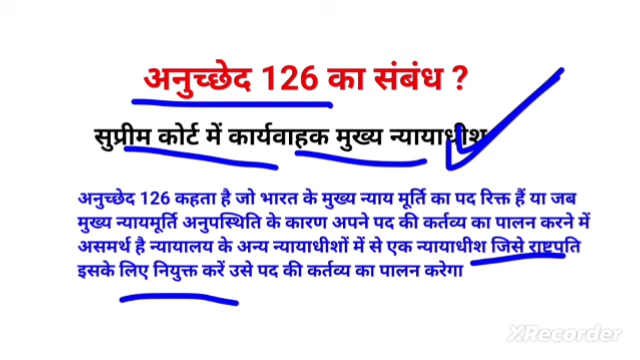 अनुच्छेद 126 का संबंध ?
सुप्रीम कोर्ट में कार्यवाहक मुख्य न्यायाधीश
अनुच्छेद 126 कहता है जो भारत के मुख्य न्याय मूर्ति का पद रिक्त हैं या जब
मुख्य न्यायमूर्ति अनुपस्थिति के कारण अपने पद की कर्तव्य का पालन करने में
असमर्थ है न्यायालय के अन्य न्यायाधीशों में से एक न्यायाधीश जिसे राष्ट्रपति
इसके लिए नियुक्त करें उसे पद की कर्तव्य का पालन करेगा
XRecorder